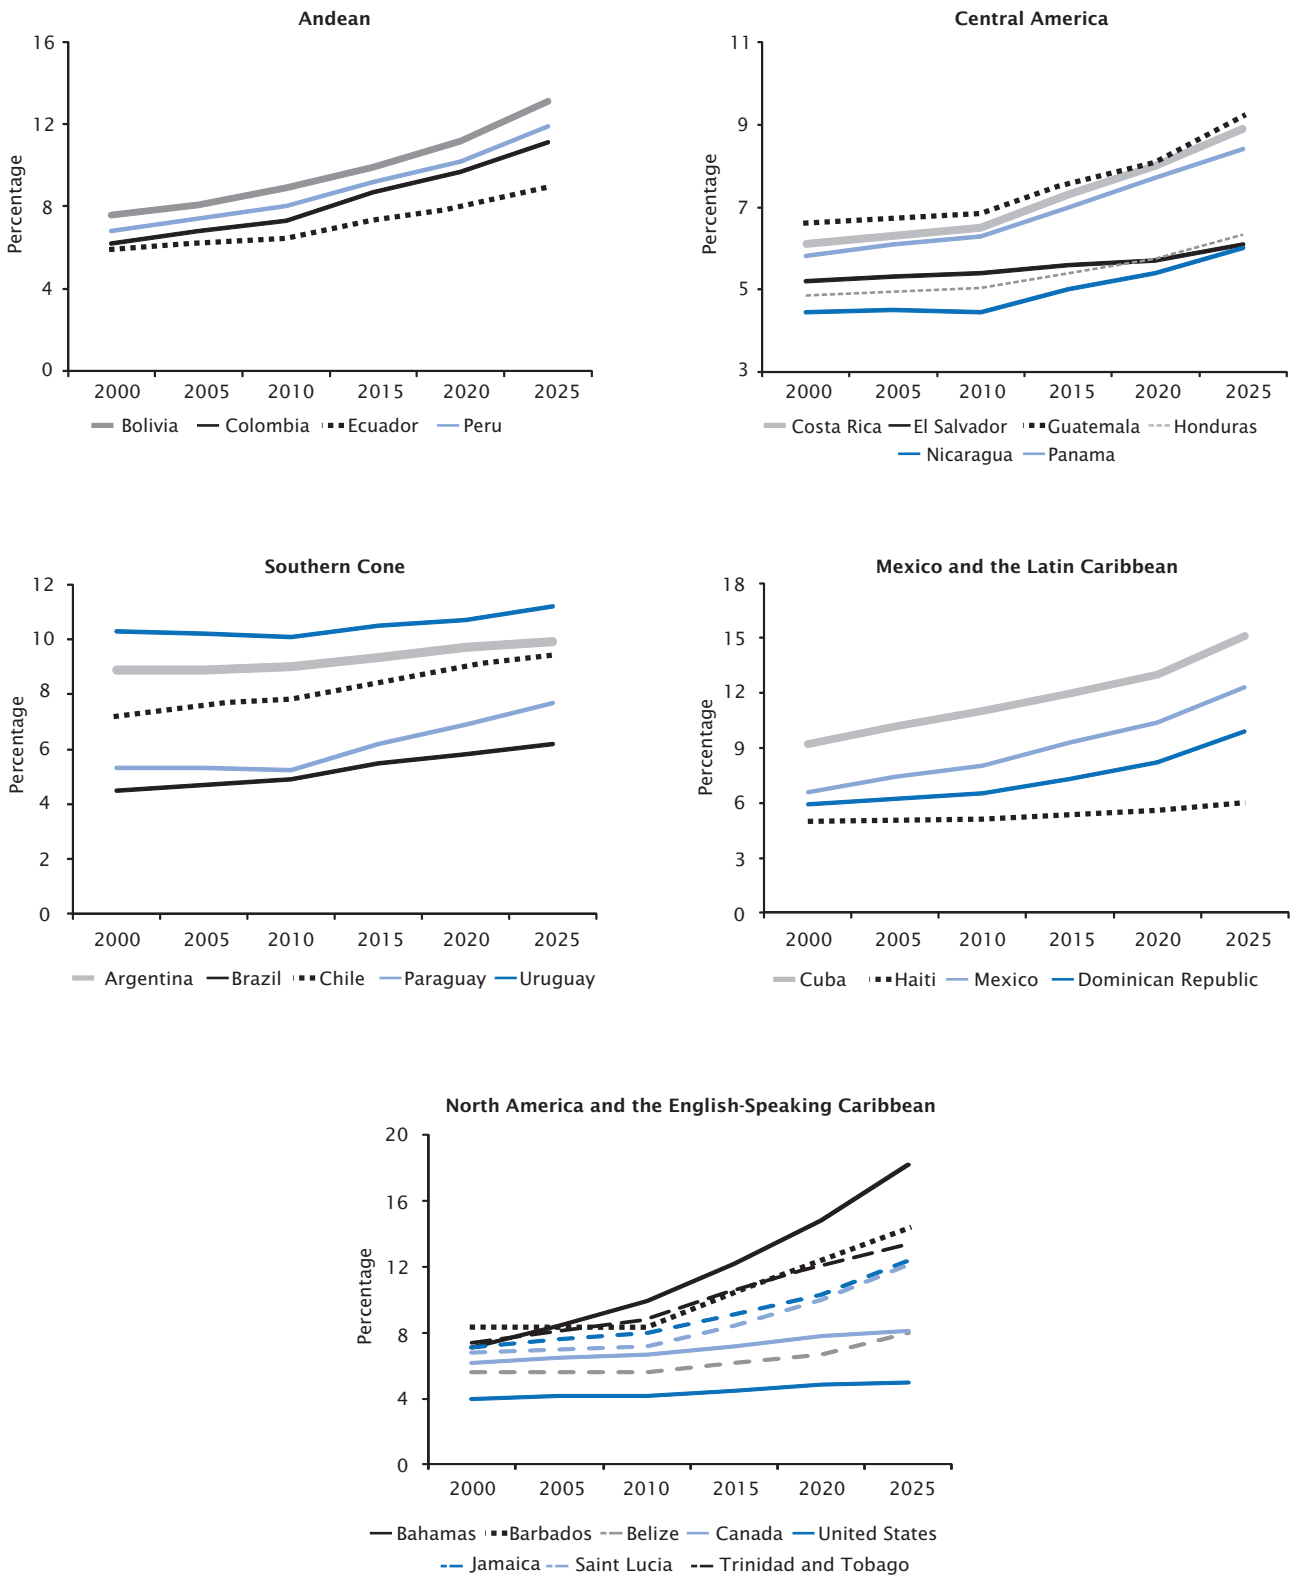 Andean
16
12
8
4
0
Percentage
2000 2005 2010 2015 2020 2025
Bolivia Colombia Ecuador Peru
Central America
11
9
7
5
3
Percentage
2000 2005 2010 2015 2020 2025
Costa Rica El Salvador Guatemala Honduras
Nicaragua Panama
Southern Cone
12
10
8
6
4
2
0
Percentage
2000 2005 2010 2015 2020 2025
Argentina Brazil Chile Paraguay Uruguay
Mexico and the Latin Caribbean
18
15
12
9
6
3
0
Percentage
2000 2005 2010 2015 2020 2025
Cuba Haiti Mexico Dominican Republic
North America and the English-Speaking Caribbean
20
16
12
8
4
0
Percentage
2000 2005 2010 2015 2020 2025
Bahamas Barbados Belize Canada United States
Jamaica Saint Lucia Trinidad and Tobago